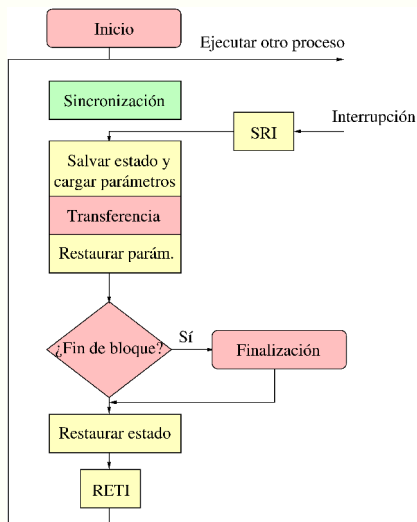 Inicio
Ejecutar otro proceso
Sincronización
Interrupción
SRI
Salvar estado y
cargar parámetros
Transferencia
Restaurar parám.
¿Fin de bloque?
Sí
Finalización
Restaurar estado
RETI